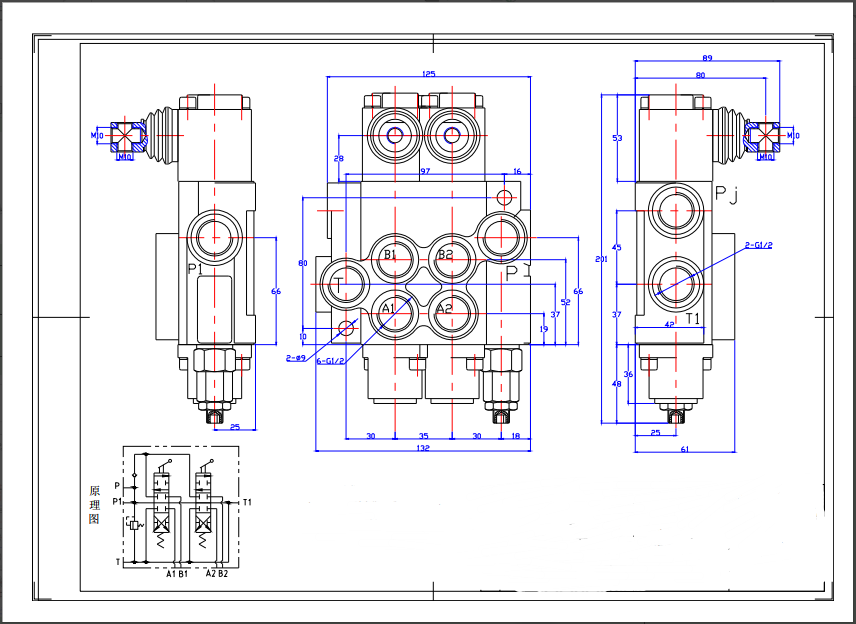 89
125
80
M10
M10
53
28
97
16
M10
M10
Pj
P1
B1
B2
P1
45
2-G1/2
201
80
66
T
A1
A2
52
66
37
19
10
2-ø9
6-G1/2
37
42
T1
36
48
25
30
35
30
18
132
25
61
原
理
图
P
P1
T1
T
A1 B1
A2 B2